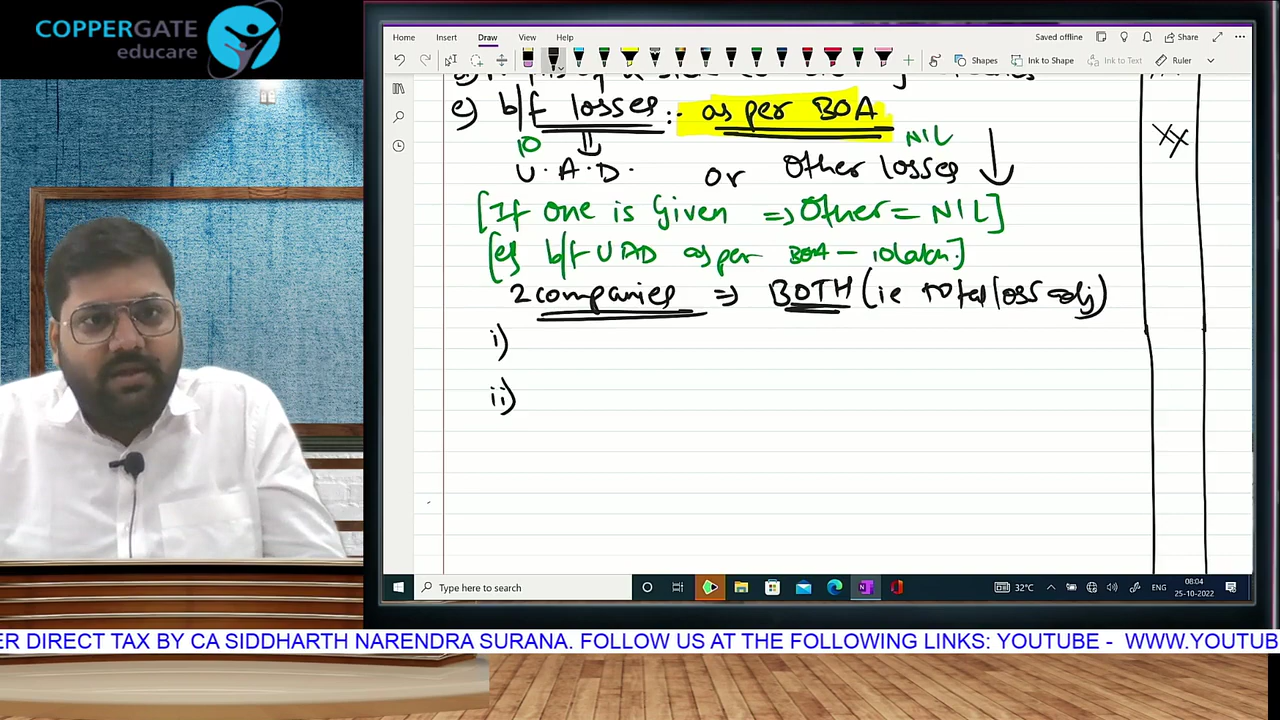 COPPERGATE
educare
Saved offline
Share
Home Insert Draw View Help
Shapes
Ink to Shape
Ink to Text
Ruler
e) b/f losses :- as per BOA
10
NIL
U.A.D. or Other losses
[If one is Given ⇒ Other = NIL]
[eg b/f UAD as per BOA –
2 companies ⇒ BOTH (ie total loss adj)
XX
i)
ii)
Type here to search
32°C
ENG
08:04
25-10-2022
ER DIRECT TAX BY CA SIDDHARTH NARENDRA SURANA. FOLLOW US AT THE FOLLOWING LINKS: YOUTUBE - WWW.YOUTUB